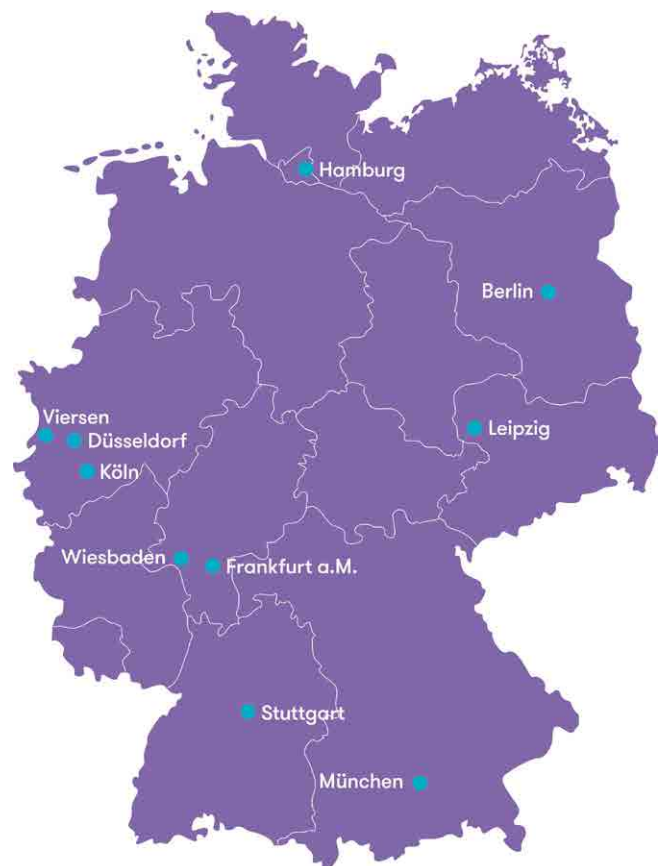 Hamburg
Berlin
Viersen
Düsseldorf
Leipzig
Köln
Wiesbaden
Frankfurt a.M.
Stuttgart
München